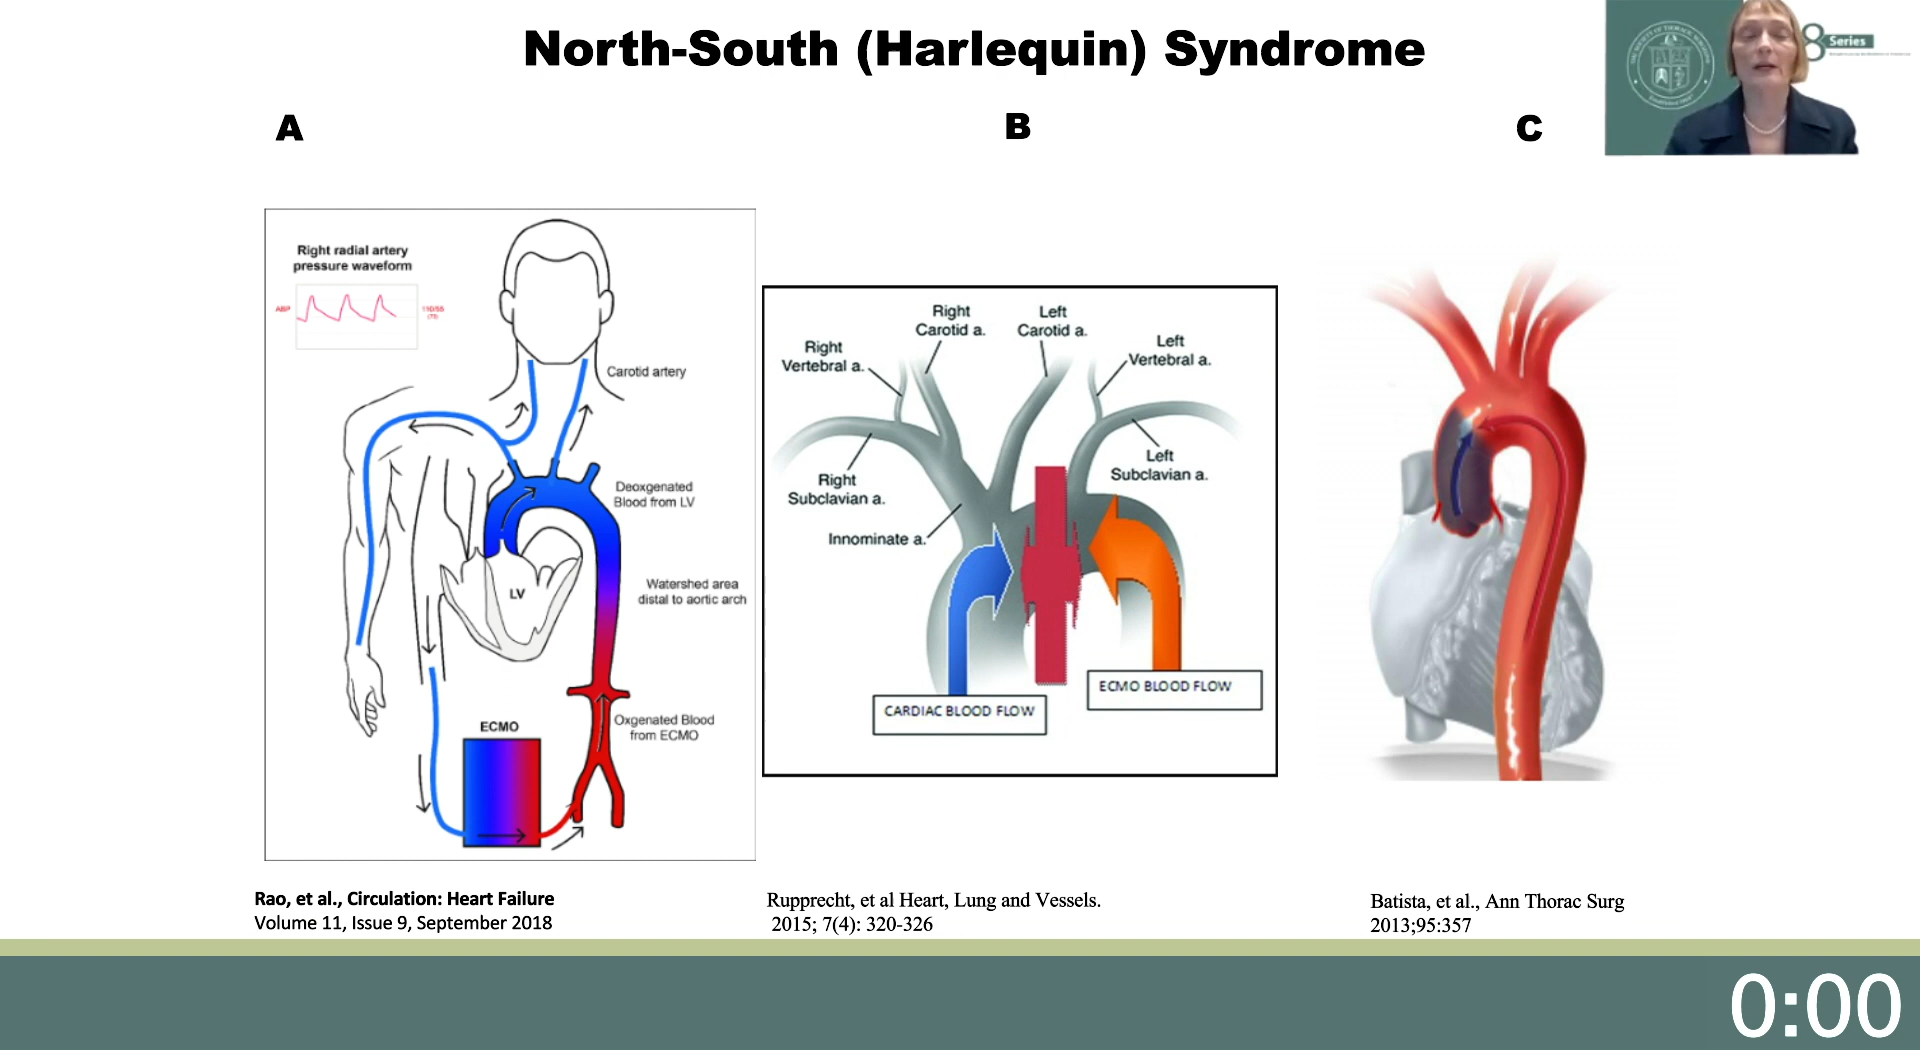 North-South (Harlequin) Syndrome
Series
A
B
C
Right radial artery
pressure waveform
ABP
110/55
(73)
Carotid artery
Deoxgenated
Blood from LV
LV
Watershed area
distal to aortic arch
ECMO
Oxgenated Blood
from ECMO
Right
Carotid a.
Left
Carotid a.
Right
Vertebral a.
Left
Vertebral a.
Right
Subclavian a.
Left
Subclavian a.
Innominate a.
CARDIAC BLOOD FLOW
ECMO BLOOD FLOW
Rao, et al., Circulation: Heart Failure
Volume 11, Issue 9, September 2018
Rupprecht, et al Heart, Lung and Vessels.
2015; 7(4): 320-326
Batista, et al., Ann Thorac Surg
2013;95:357
0:00